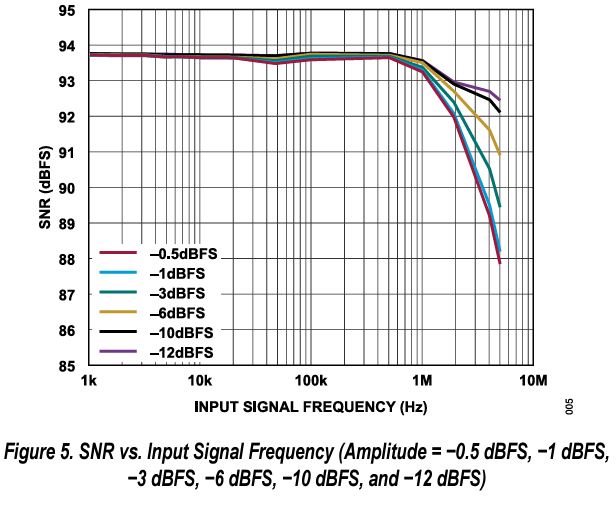 95
94
93
92
91
90
89
88
87
86
85
SNR (dBFS)
–0.5dBFS
–1dBFS
–3dBFS
–6dBFS
–10dBFS
–12dBFS
1k 10k 100k 1M 10M
INPUT SIGNAL FREQUENCY (Hz)
005
Figure 5. SNR vs. Input Signal Frequency (Amplitude = −0.5 dBFS, −1 dBFS,
−3 dBFS, −6 dBFS, −10 dBFS, and −12 dBFS)